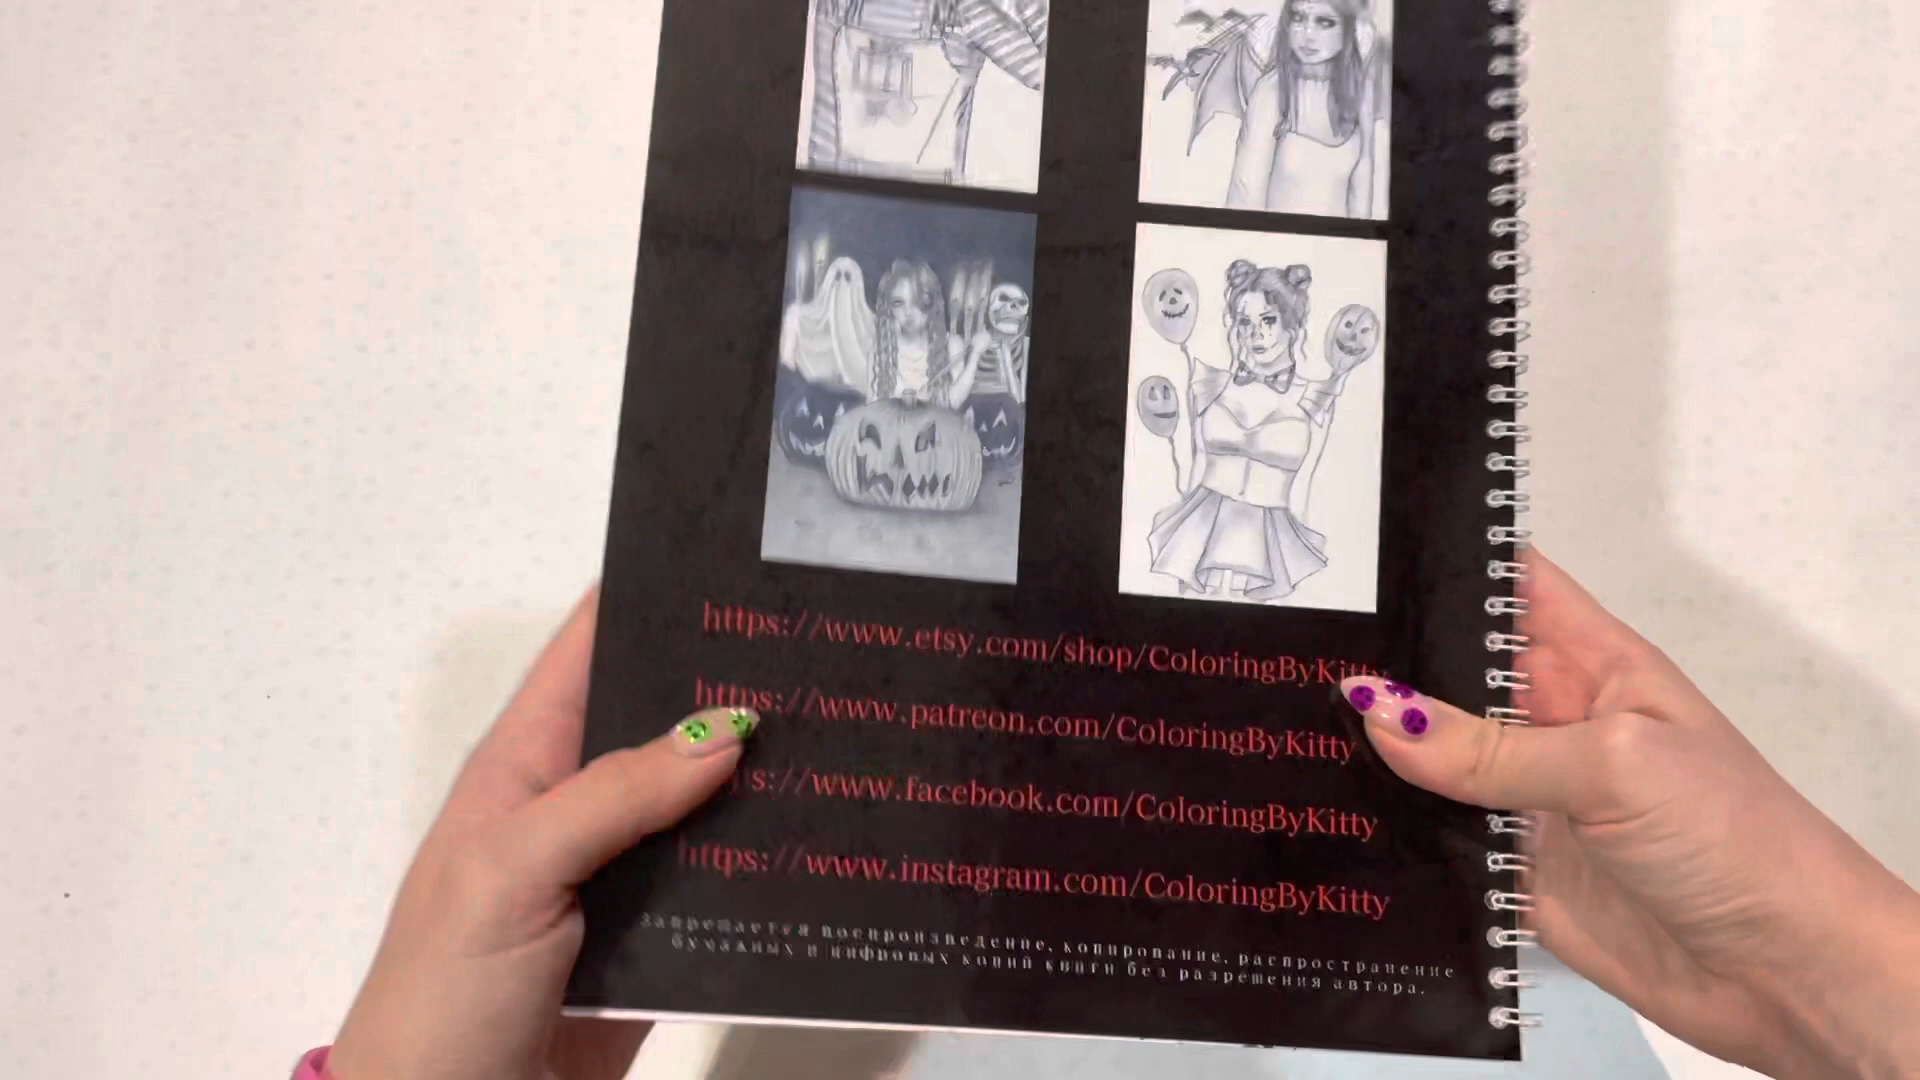 https://www.etsy.com/shop/ColoringByKitty
https://www.patreon.com/ColoringByKitty
s://www.facebook.com/ColoringByKitty
https://www.instagram.com/ColoringByKitty
запрещается воспроизведение, копирование, распространение
бумажных и цифровых копий книги без разрешения автора.